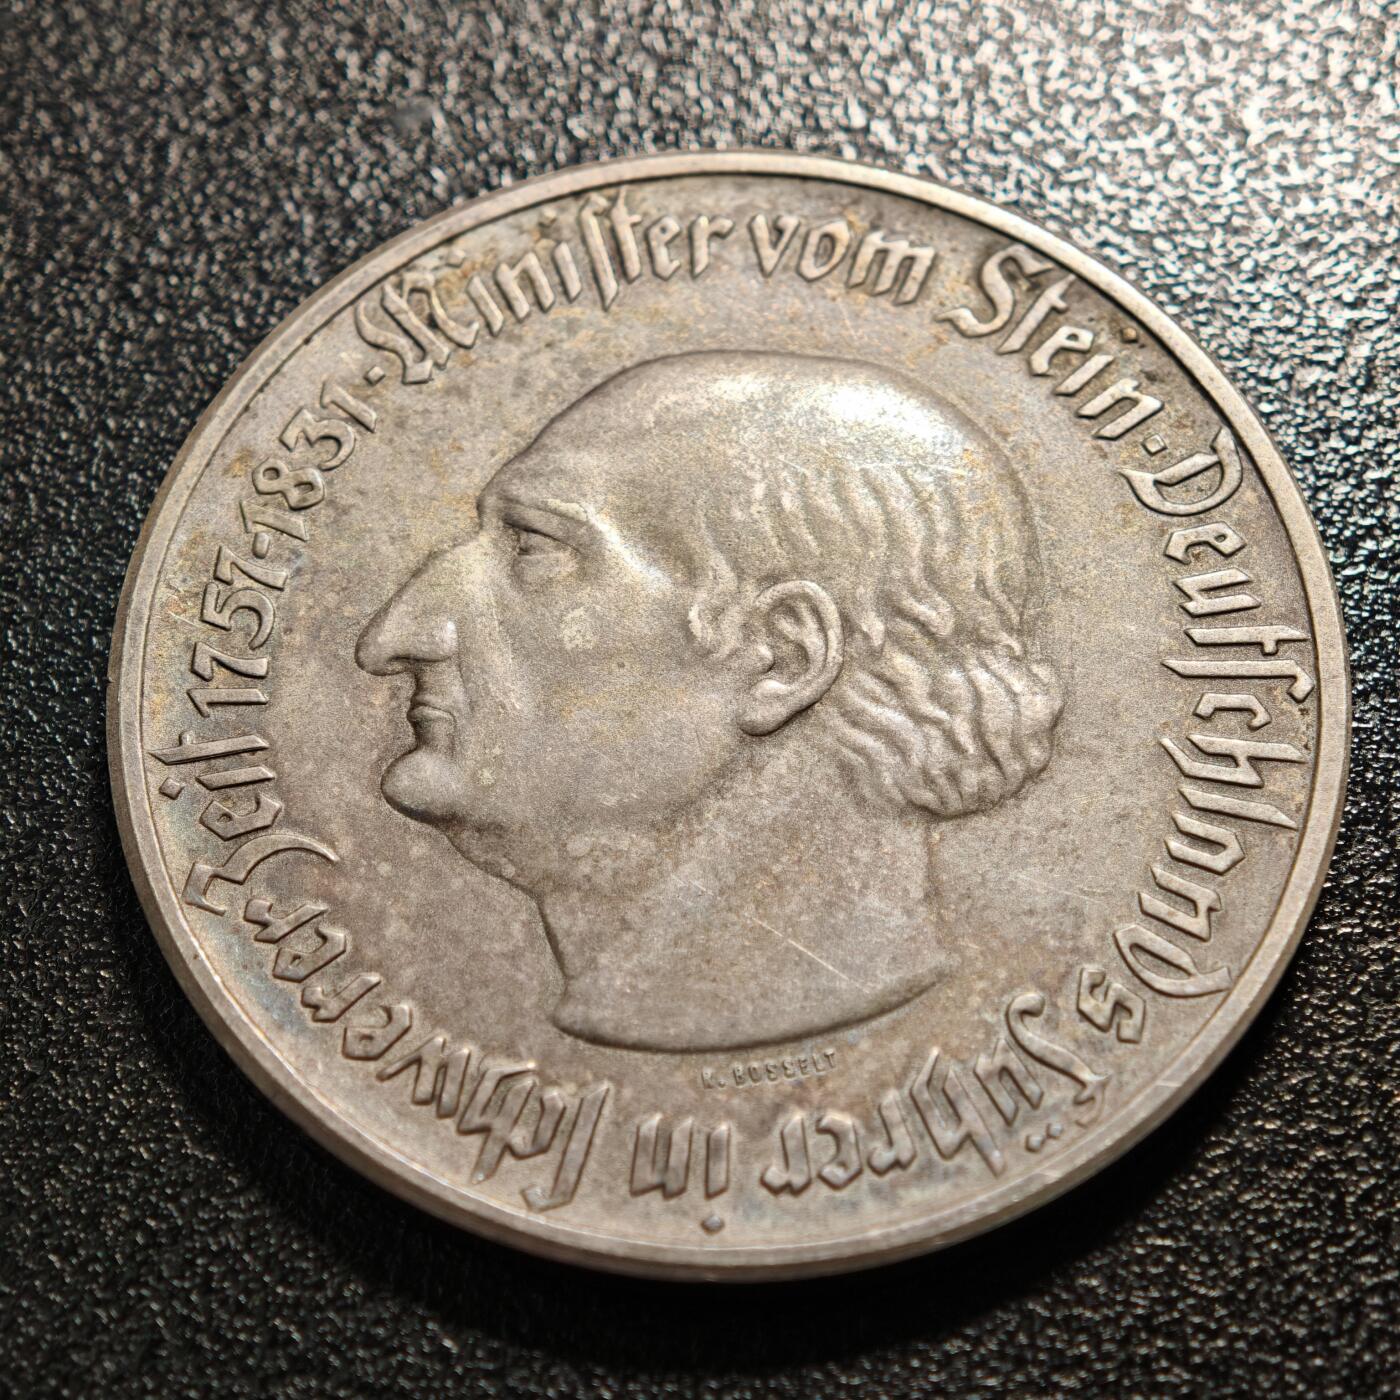 Minister vom Stein · Deutschlands Führer in schwerer Zeit 1757-1831 ·
K. BOSSELT